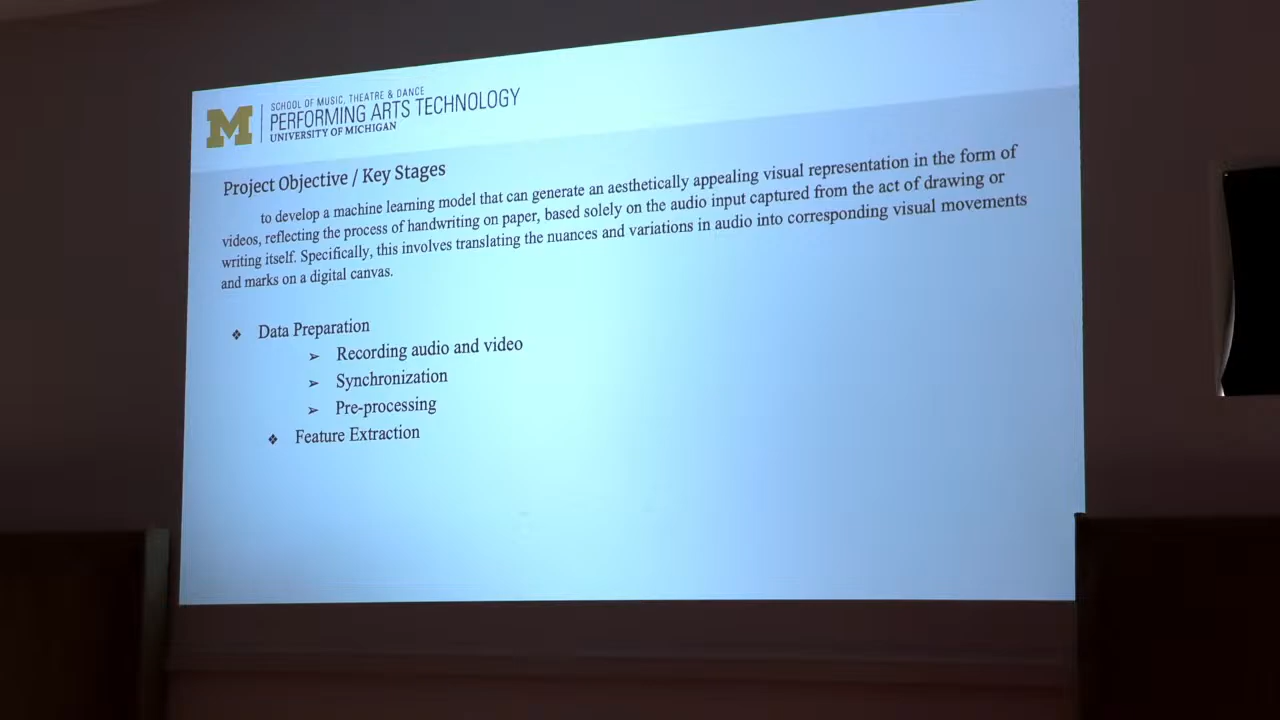 M
SCHOOL OF MUSIC, THEATRE & DANCE
PERFORMING ARTS TECHNOLOGY
UNIVERSITY OF MICHIGAN
Project Objective / Key Stages
to develop a machine learning model that can generate an aesthetically appealing visual representation in the form of
videos, reflecting the process of handwriting on paper, based solely on the audio input captured from the act of drawing or
writing itself. Specifically, this involves translating the nuances and variations in audio into corresponding visual movements
and marks on a digital canvas.
❖ Data Preparation
➢ Recording audio and video
➢ Synchronization
➢ Pre-processing
❖ Feature Extraction